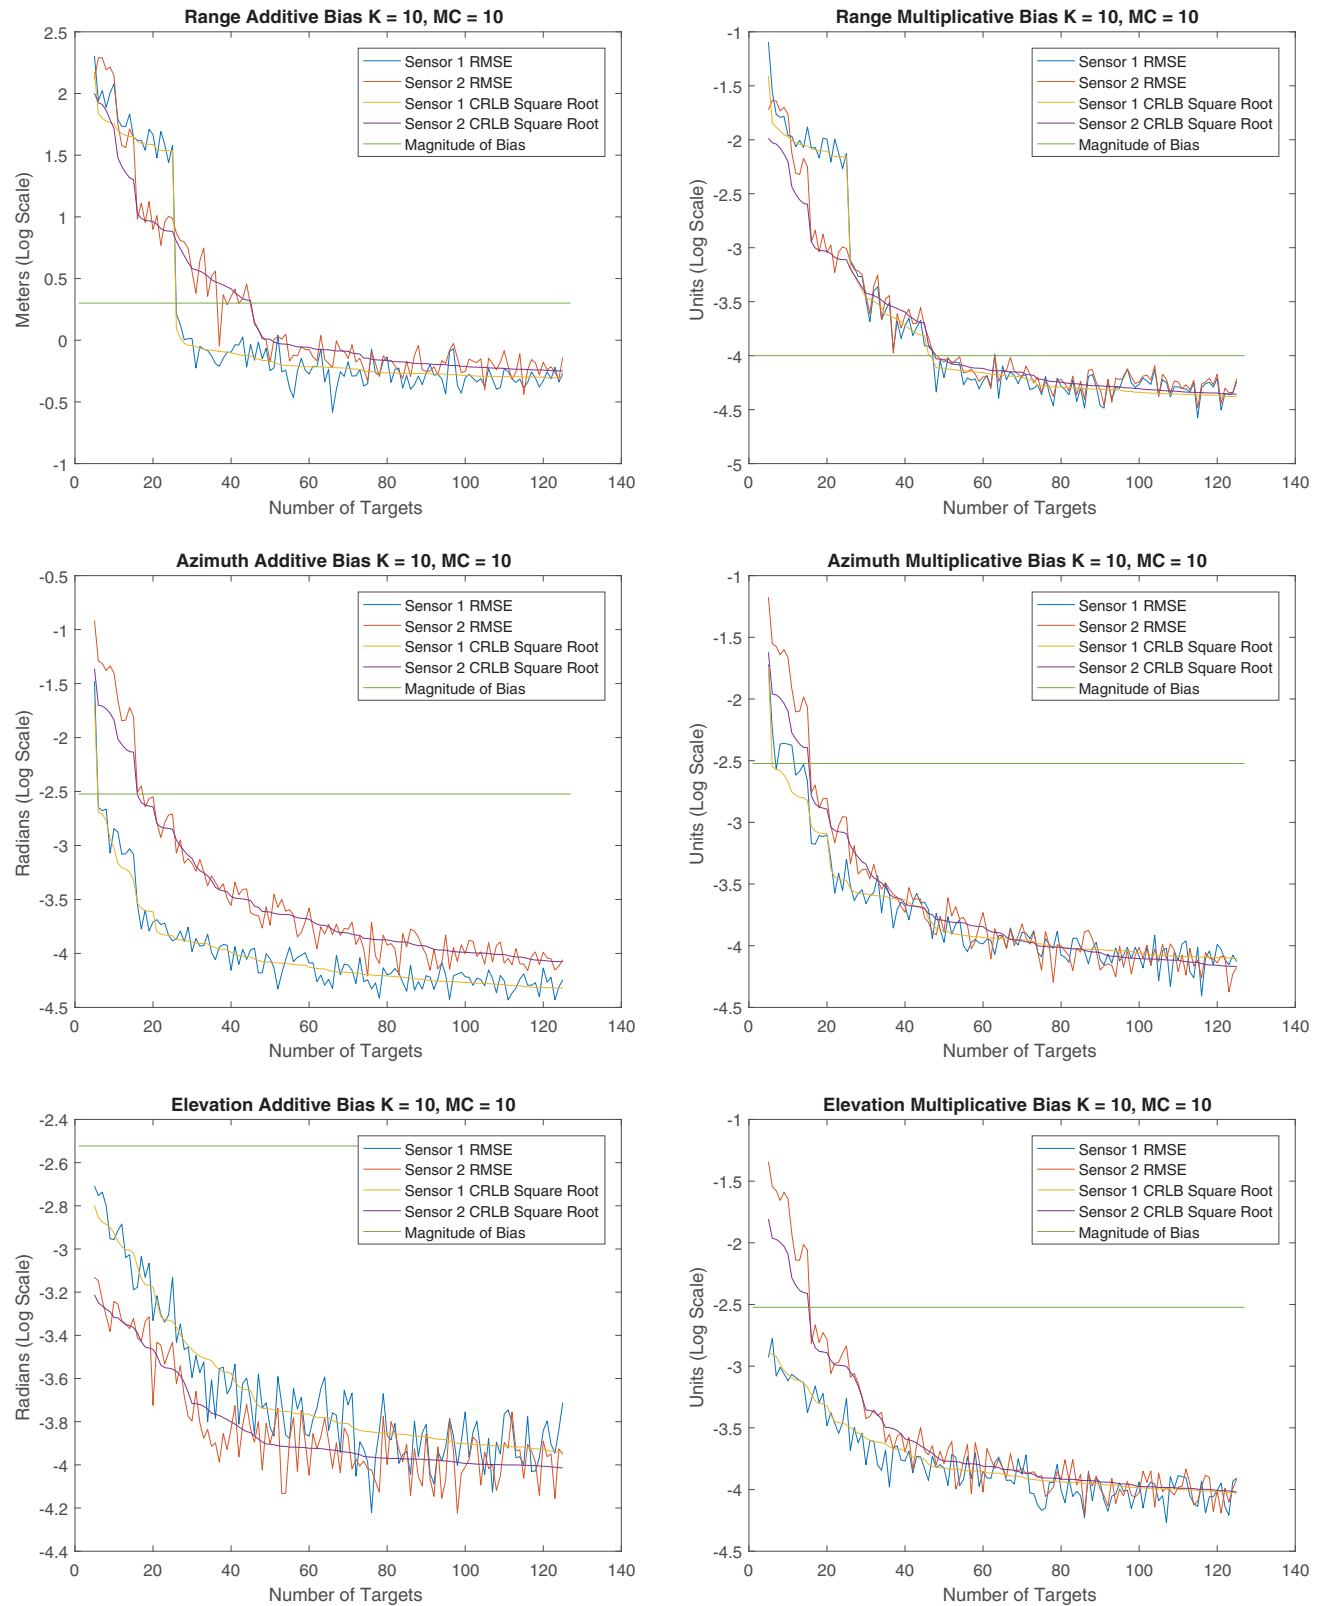 Range Additive Bias K = 10, MC = 10
Meters (Log Scale)
2.5
2
1.5
1
0.5
0
-0.5
-1
Sensor 1 RMSE
Sensor 2 RMSE
Sensor 1 CRLB Square Root
Sensor 2 CRLB Square Root
Magnitude of Bias
0 20 40 60 80 100 120 140
Number of Targets
Range Multiplicative Bias K = 10, MC = 10
Units (Log Scale)
-1
-1.5
-2
-2.5
-3
-3.5
-4
-4.5
-5
Sensor 1 RMSE
Sensor 2 RMSE
Sensor 1 CRLB Square Root
Sensor 2 CRLB Square Root
Magnitude of Bias
0 20 40 60 80 100 120 140
Number of Targets
Azimuth Additive Bias K = 10, MC = 10
Radians (Log Scale)
-0.5
-1
-1.5
-2
-2.5
-3
-3.5
-4
-4.5
Sensor 1 RMSE
Sensor 2 RMSE
Sensor 1 CRLB Square Root
Sensor 2 CRLB Square Root
Magnitude of Bias
0 20 40 60 80 100 120 140
Number of Targets
Azimuth Multiplicative Bias K = 10, MC = 10
Units (Log Scale)
-1
-1.5
-2
-2.5
-3
-3.5
-4
-4.5
Sensor 1 RMSE
Sensor 2 RMSE
Sensor 1 CRLB Square Root
Sensor 2 CRLB Square Root
Magnitude of Bias
0 20 40 60 80 100 120 140
Number of Targets
Elevation Additive Bias K = 10, MC = 10
Radians (Log Scale)
-2.4
-2.6
-2.8
-3
-3.2
-3.4
-3.6
-3.8
-4
-4.2
-4.4
Sensor 1 RMSE
Sensor 2 RMSE
Sensor 1 CRLB Square Root
Sensor 2 CRLB Square Root
Magnitude of Bias
0 20 40 60 80 100 120 140
Number of Targets
Elevation Multiplicative Bias K = 10, MC = 10
Units (Log Scale)
-1
-1.5
-2
-2.5
-3
-3.5
-4
-4.5
Sensor 1 RMSE
Sensor 2 RMSE
Sensor 1 CRLB Square Root
Sensor 2 CRLB Square Root
Magnitude of Bias
0 20 40 60 80 100 120 140
Number of Targets